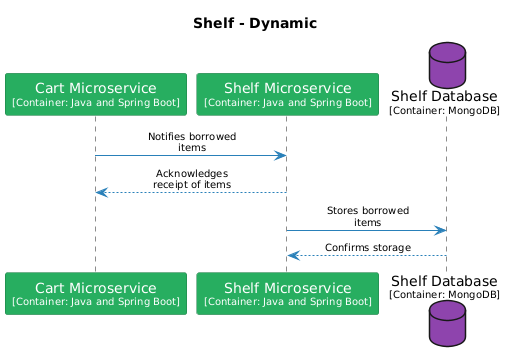 Shelf - Dynamic
Cart Microservice
[Container: Java and Spring Boot]
Shelf Microservice
[Container: Java and Spring Boot]
Shelf Database
[Container: MongoDB]
Notifies borrowed
items
Acknowledges
receipt of items
Stores borrowed
items
Confirms storage
Cart Microservice
[Container: Java and Spring Boot]
Shelf Microservice
[Container: Java and Spring Boot]
Shelf Database
[Container: MongoDB]